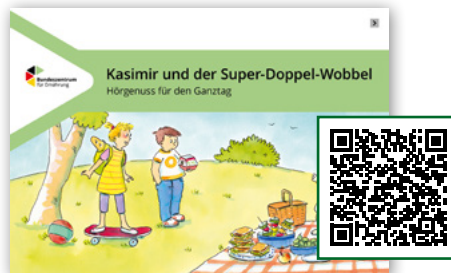 Bundeszentrum
für Ernährung
Kasimir und der Super-Doppel-Wobbel
Hörgenuss für den Ganztag